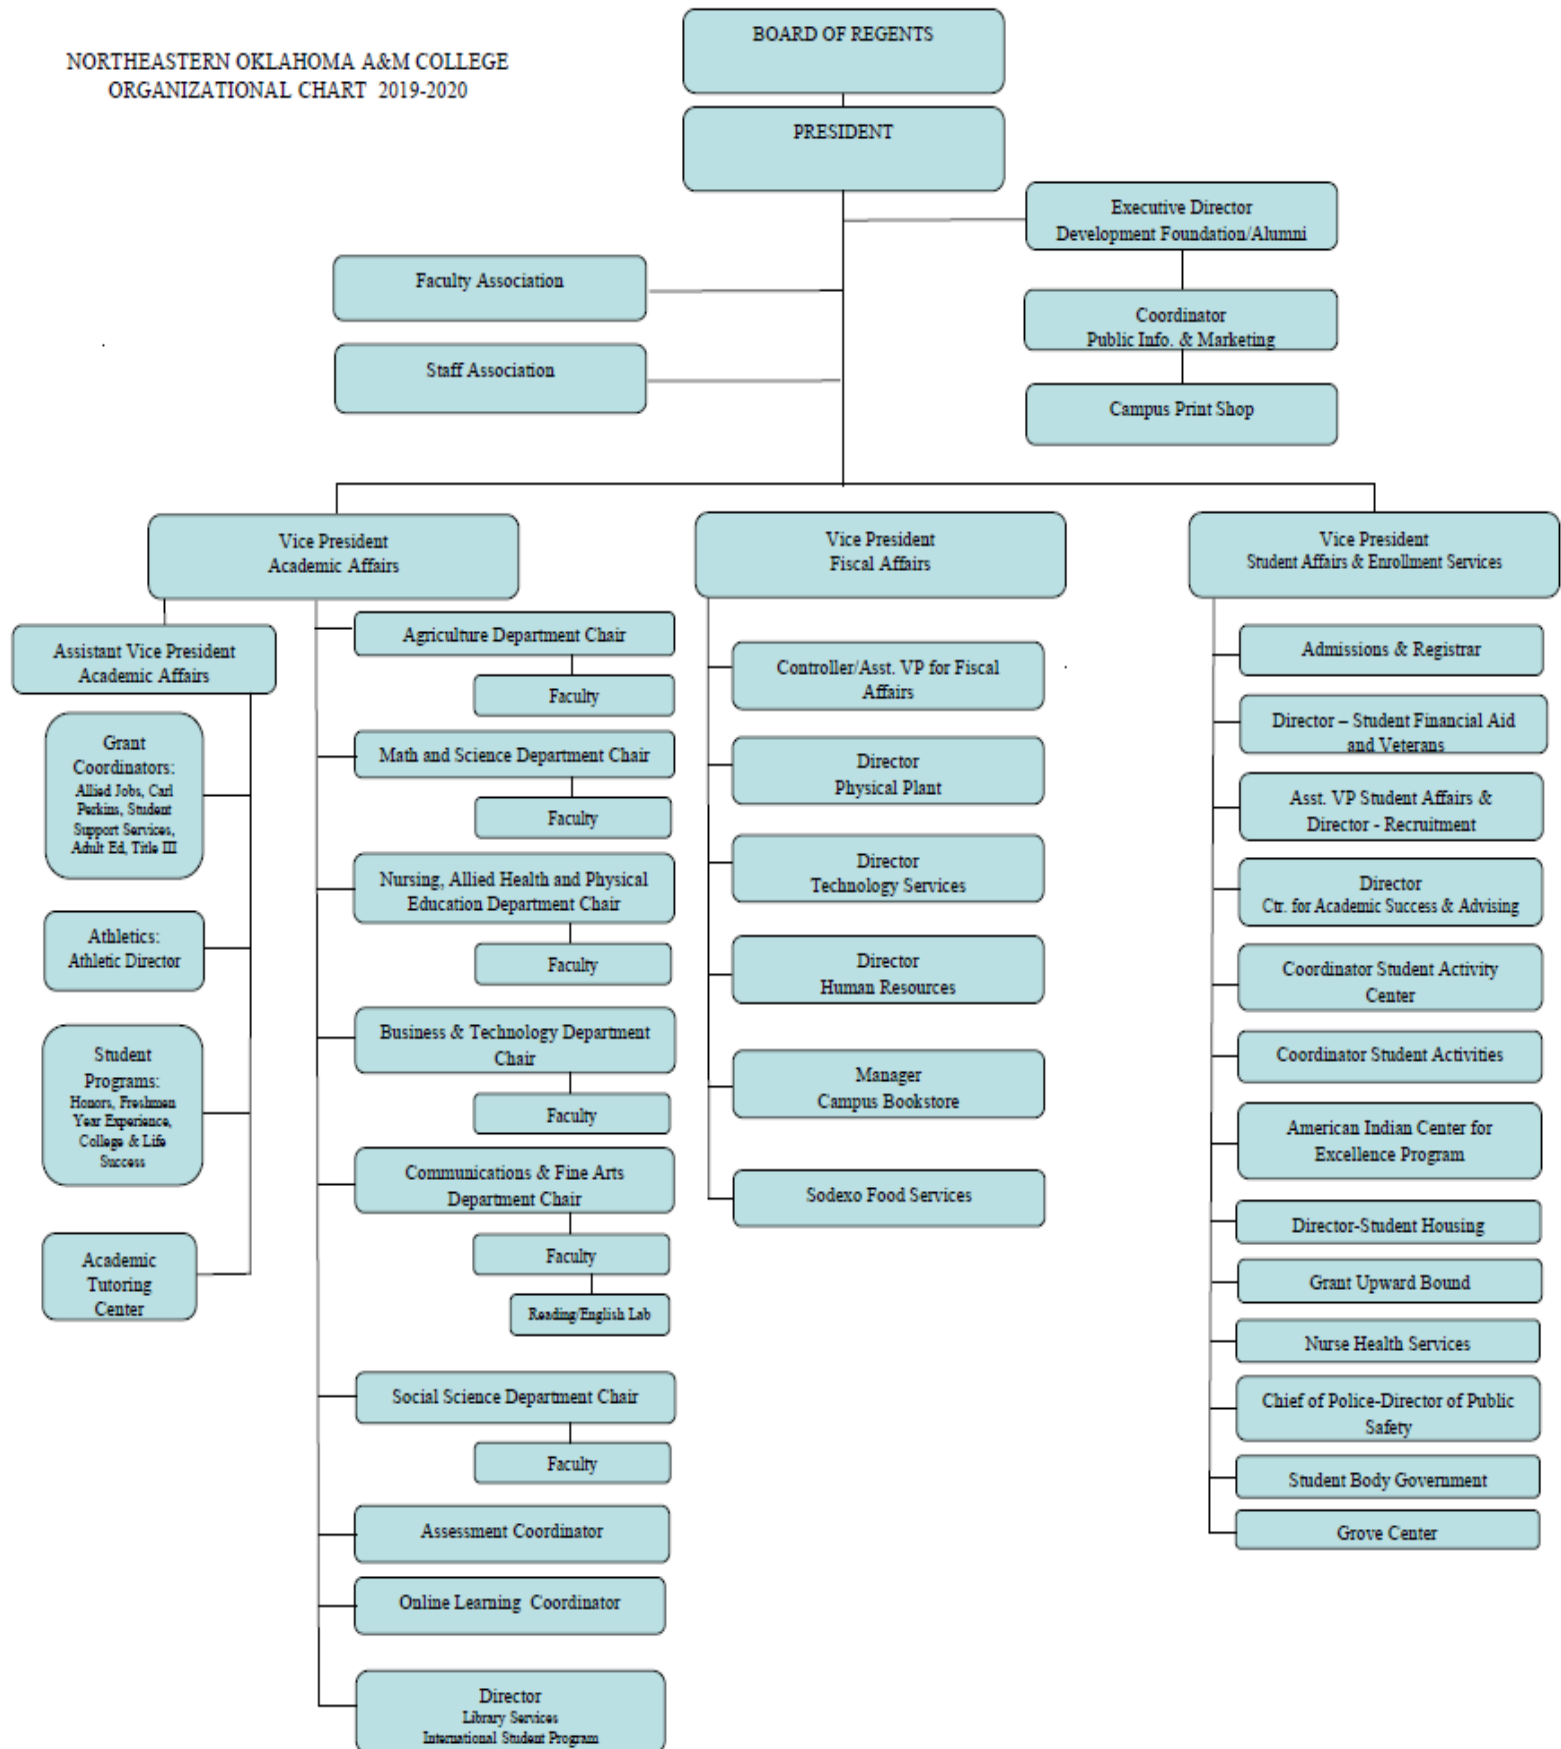 NORTHEASTERN OKLAHOMA A&M COLLEGE
ORGANIZATIONAL CHART 2019-2020
BOARD OF REGENTS
PRESIDENT
Executive Director
Development Foundation/Alumni
Faculty Association
Coordinator
Public Info. & Marketing
Staff Association
Campus Print Shop
Vice President
Academic Affairs
Assistant Vice President
Academic Affairs
Grant
Coordinators:
Allied Jobs, Carl
Perkins, Student
Support Services,
Adult Ed, Title III
Athletics:
Athletic Director
Student
Programs:
Honors, Freshmen
Year Experience,
College & Life
Success
Academic
Tutoring
Center
Agriculture Department Chair
Faculty
Math and Science Department Chair
Faculty
Nursing, Allied Health and Physical
Education Department Chair
Faculty
Business & Technology Department
Chair
Faculty
Communications & Fine Arts
Department Chair
Faculty
Reading/English Lab
Social Science Department Chair
Faculty
Assessment Coordinator
Online Learning Coordinator
Director
Library Services
International Student Program
Vice President
Fiscal Affairs
Controller/Asst. VP for Fiscal
Affairs
Director
Physical Plant
Director
Technology Services
Director
Human Resources
Manager
Campus Bookstore
Sodexo Food Services
Vice President
Student Affairs & Enrollment Services
Admissions & Registrar
Director – Student Financial Aid
and Veterans
Asst. VP Student Affairs &
Director - Recruitment
Director
Ctr. for Academic Success & Advising
Coordinator Student Activity
Center
Coordinator Student Activities
American Indian Center for
Excellence Program
Director-Student Housing
Grant Upward Bound
Nurse Health Services
Chief of Police-Director of Public
Safety
Student Body Government
Grove Center